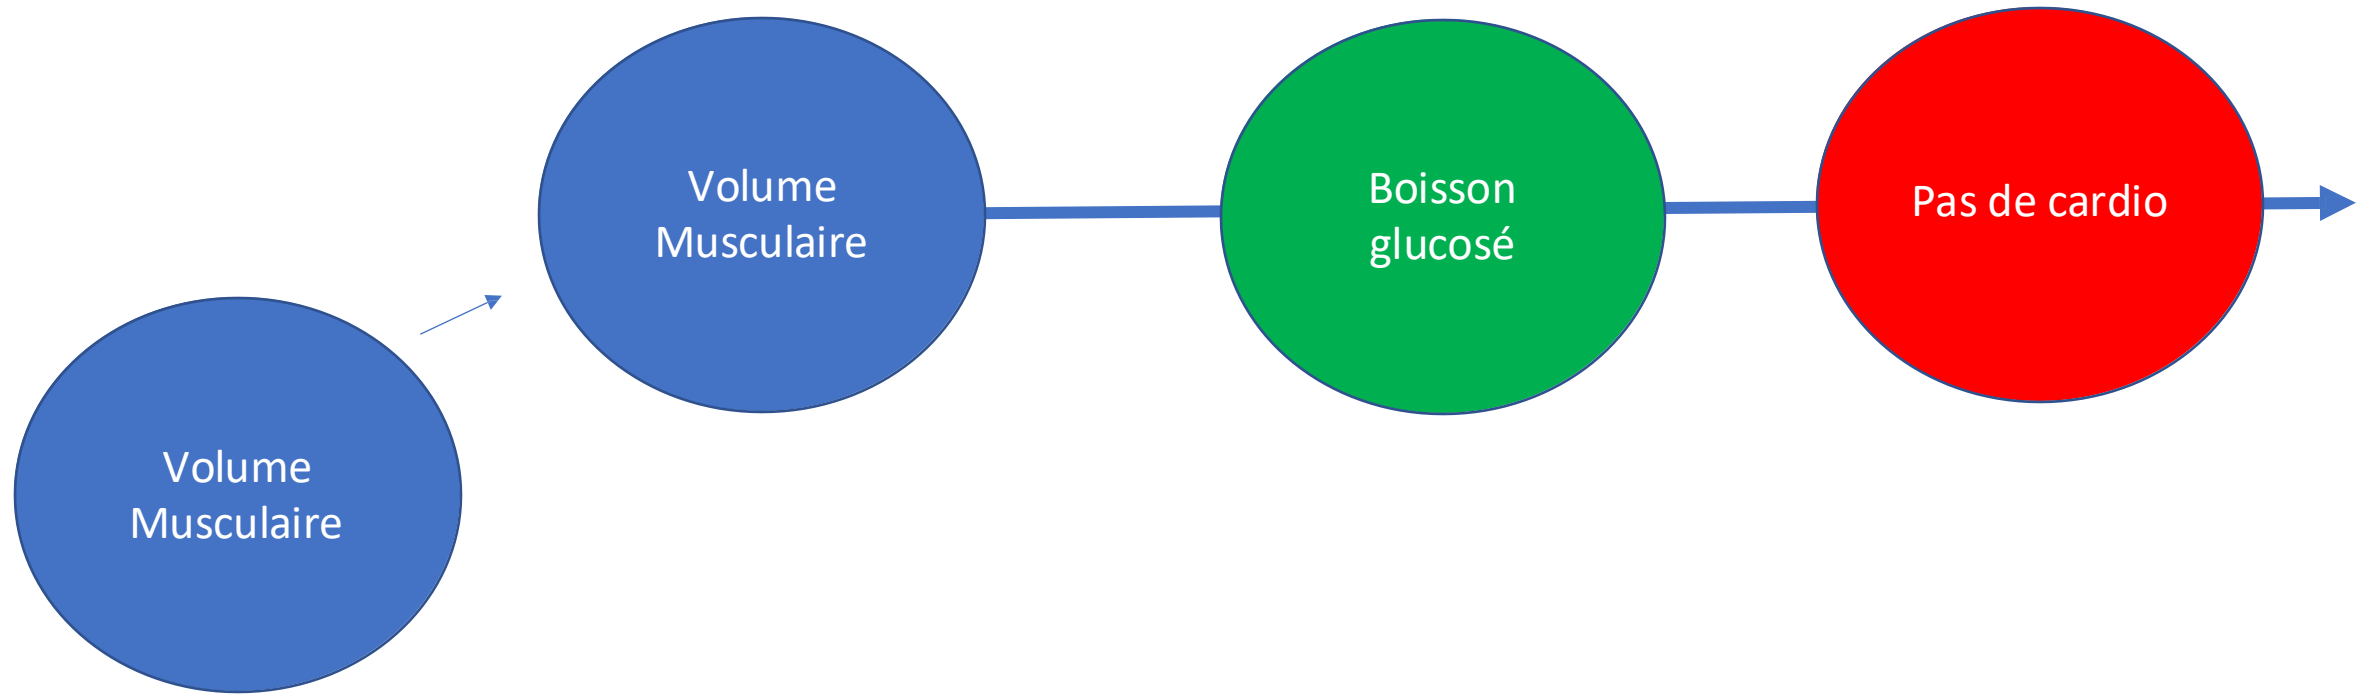 Volume
Musculaire
Volume
Musculaire
Boisson
glucosé
Pas de cardio